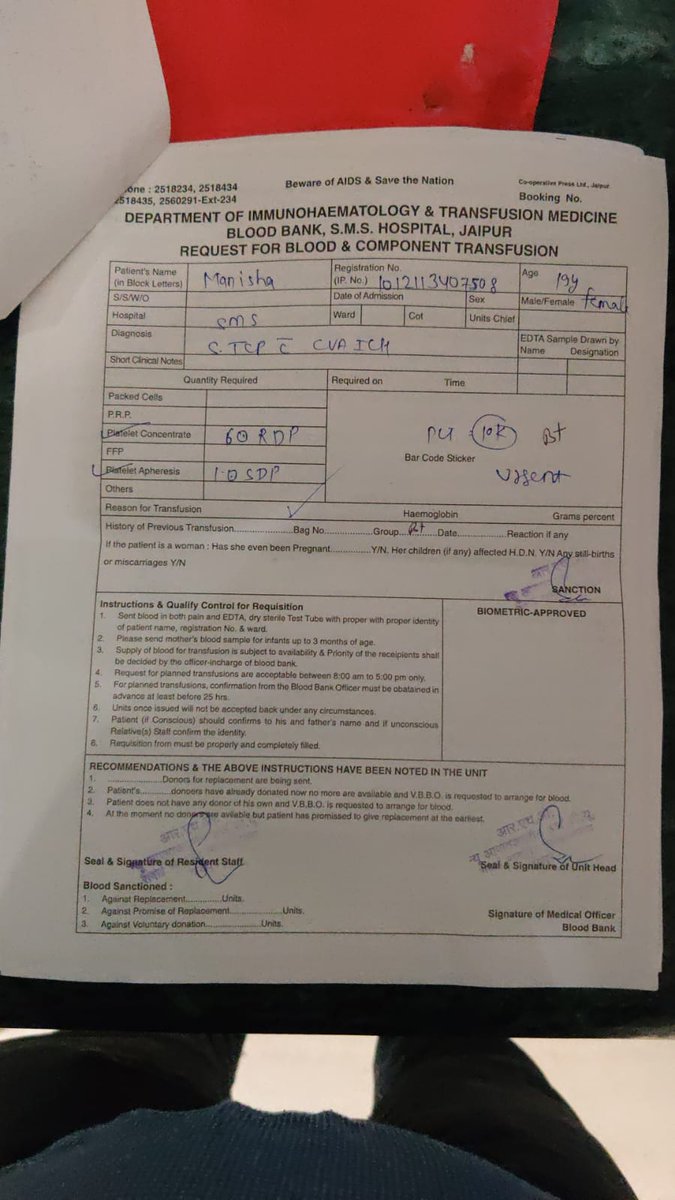 Beware of AIDS & Save the Nation
Co-operative Press Ltd., Jaipur
one : 2518234, 2518434
2518435, 2560291-Ext-234
Booking No.
DEPARTMENT OF IMMUNOHAEMATOLOGY & TRANSFUSION MEDICINE
BLOOD BANK, S.M.S. HOSPITAL, JAIPUR
REQUEST FOR BLOOD & COMPONENT TRANSFUSION
Patient's Name (in Block Letters) Manisha
Registration No. (IP. No.)
Age 19y
S/S/W/O
Date of Admission
Sex
Male/Female female
Hospital SMS
Ward
Cot
Units Chief
Diagnosis S. TCP c̄ CVA ICH
EDTA Sample Drawn by
Name Designation
Short Clinical Notes
Quantity Required
Required on Time
Packed Cells
P.R.P.
Platelet Concentrate RDP
FFP
Platelet Apheresis SDP
Others
10K B+
Bar Code Sticker
Urgent
Reason for Transfusion
Haemoglobin Grams percent
History of Previous Transfusion......................Bag No....................Group.....B+.....Date..................Reaction if any
If the patient is a woman : Has she even been Pregnant...............Y/N. Her children (if any) affected H.D.N. Y/N Any still-births
or miscarriages Y/N
SANCTION
Instructions & Qualify Control for Requisition
BIOMETRIC-APPROVED
1. Sent blood in both pain and EDTA, dry sterile Test Tube with proper with proper identity
of patient name, registration No. & ward.
2. Please send mother's blood sample for infants up to 3 months of age.
3. Supply of blood for transfusion is subject to availability & Priority of the receipients shall
be decided by the officer-incharge of blood bank.
4. Request for planned transfusions are acceptable between 8:00 am to 5:00 pm only.
5. For planned transfusions, confirmation from the Blood Bank Officer must be obatained in
advance at least before 25 hrs.
6. Units once issued will not be accepted back under any circumstances.
7. Patient (if Conscious) should confirms to his and father's name and if unconscious
Relative(s) Staff confirm the identity.
8. Requisition from must be properly and completely filled.
RECOMMENDATIONS & THE ABOVE INSTRUCTIONS HAVE BEEN NOTED IN THE UNIT
1. ...................Donors for replacement are being sent.
2. Patient's...........donoers have already donated now no more are available and V.B.B.O. is requested to arrange for blood.
3. Patient does not have any donor of his own and V.B.B.O. is requested to arrange for blood.
4. At the moment no donors are avlible but patient has promissed to give replacement at the earliest.
Seal & Signature of Resident Staff
Seal & Signature of Unit Head
Blood Sanctioned :
1. Against Replacement..............Units.
2. Against Promise of Replacement.....................Units.
3. Against Voluntary donation......................Units.
Signature of Medical Officer
Blood Bank